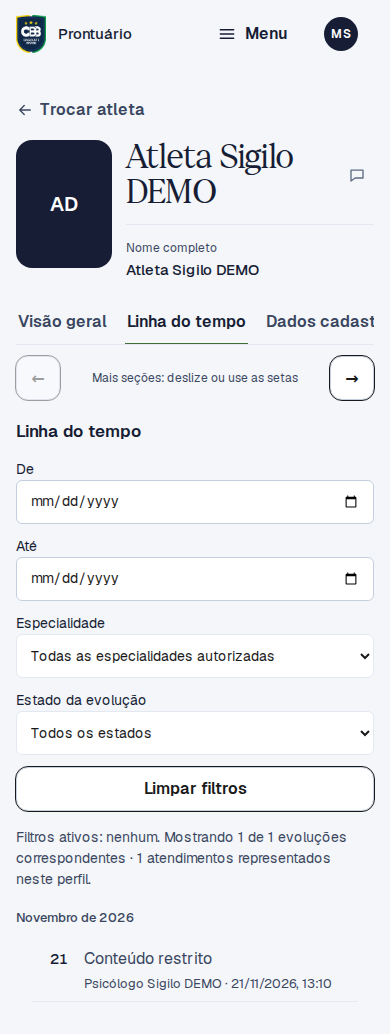 CBB
Prontuário
Menu
MS
← Trocar atleta
AD
Atleta Sigilo
DEMO
Nome completo
Atleta Sigilo DEMO
Visão geral
Linha do tempo
Dados cadast
←
Mais seções: deslize ou use as setas
→
Linha do tempo
De
mm/dd/yyyy
Até
mm/dd/yyyy
Especialidade
Todas as especialidades autorizadas
Estado da evolução
Todos os estados
Limpar filtros
Filtros ativos: nenhum. Mostrando 1 de 1 evoluções
correspondentes · 1 atendimentos representados
neste perfil.
Novembro de 2026
21 Conteúdo restrito
Psicólogo Sigilo DEMO · 21/11/2026, 13:10